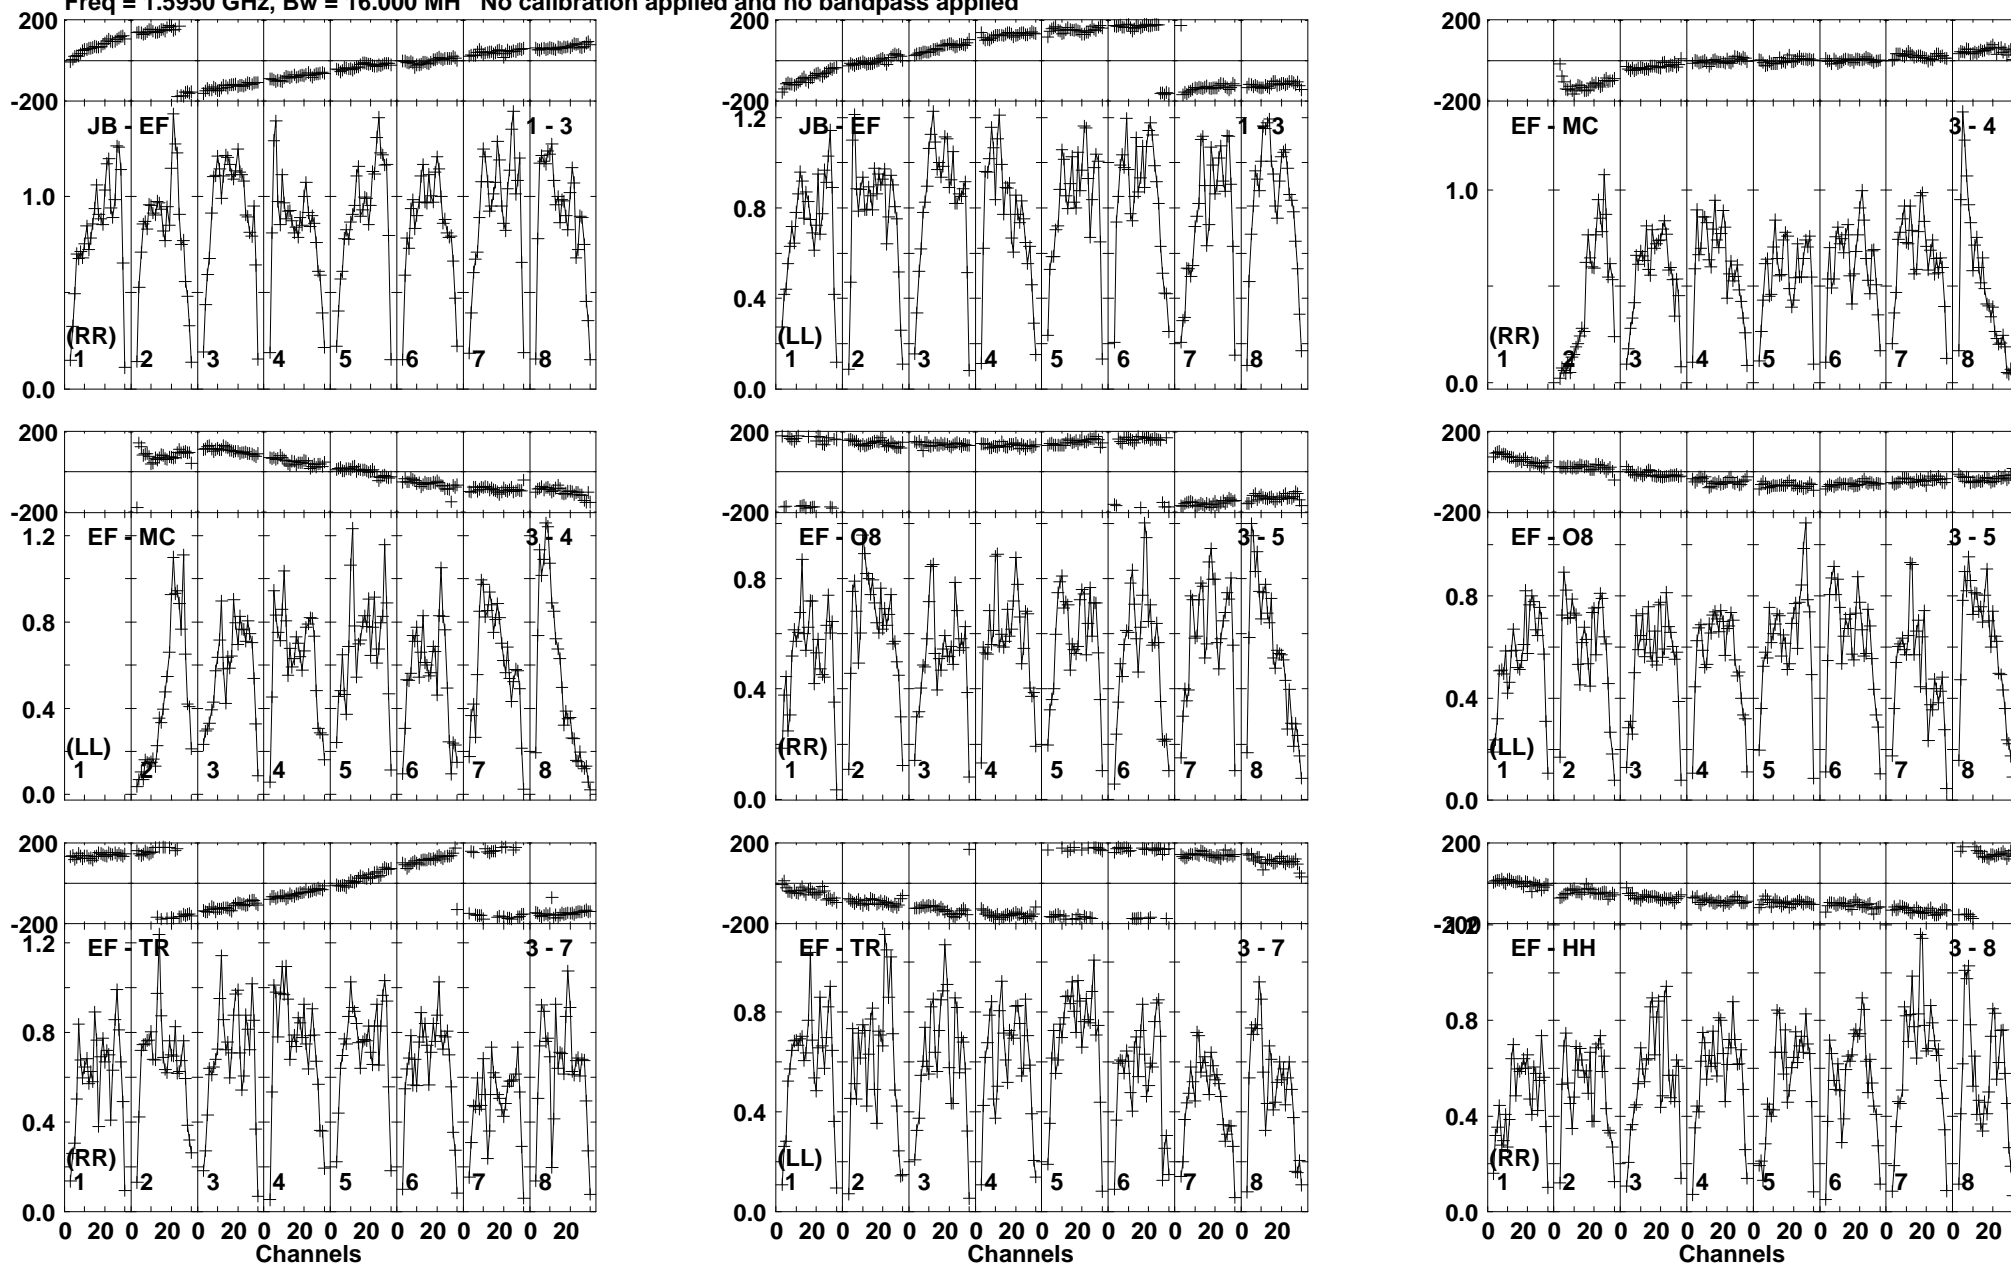 Freq = 1.5950 GHz, Bw = 16.000 MH No calibration applied and no bandpass applied
200 200 200
-200 -200 -200
JB - EF 1 - 3 JB - EF 1 - 3 EF - MC 3 - 4
1.0 1.2 0.8 0.4 1.0
(RR) (LL) (RR)
1 2 3 4 5 6 7 8 1 2 3 4 5 6 7 8 1 2 3 4 5 6 7 8
0.0 0.0 0.0
200 200 200
-200 -200 -200
EF - MC 3 - 4 EF - O8 3 - 5 EF - O8 3 - 5
1.2 0.8 0.4 0.8 0.4 0.8 0.4
(LL) (RR) (LL)
1 2 3 4 5 6 7 8 1 2 3 4 5 6 7 8 1 2 3 4 5 6 7 8
0.0 0.0 0.0
200 200 200
-200 -200 -200
EF - TR 3 - 7 EF - TR 3 - 7 EF - HH 3 - 8
1.2 0.8 0.4 0.8 0.4 1.2 0.8 0.4
(RR) (LL) (RR)
1 2 3 4 5 6 7 8 1 2 3 4 5 6 7 8 1 2 3 4 5 6 7 8
0.0 0.0 0.0
0 20 0 20 0 20 0 20 0 20 0 20 0 20 0 20 0 20 0 20 0 20 0 20 0 20 0 20 0 20 0 20 0 20 0 20 0 20 0 20 0 20 0 20 0 20 0 20
Channels Channels Channels